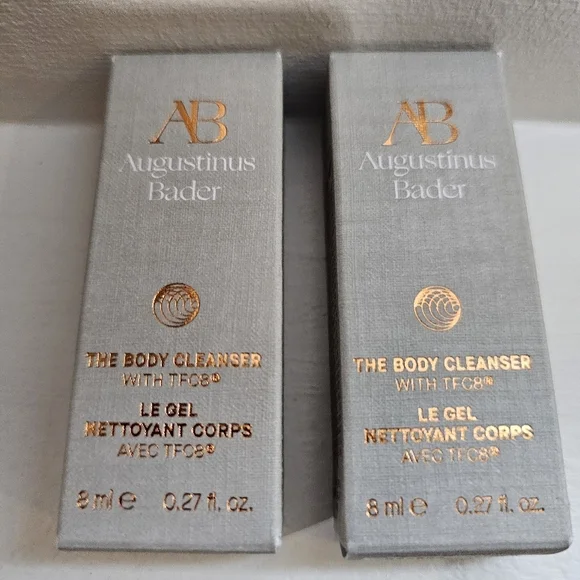 AB
Augustinus
Bader
THE BODY CLEANSER
WITH TFC8®
LE GEL
NETTOYANT CORPS
AVEC TFC8®
8 ml e 0.27 fl. oz.
AB
Augustinus
Bader
THE BODY CLEANSER
WITH TFC8®
LE GEL
NETTOYANT CORPS
AVEC TFC8®
8 ml e 0.27 fl. oz.